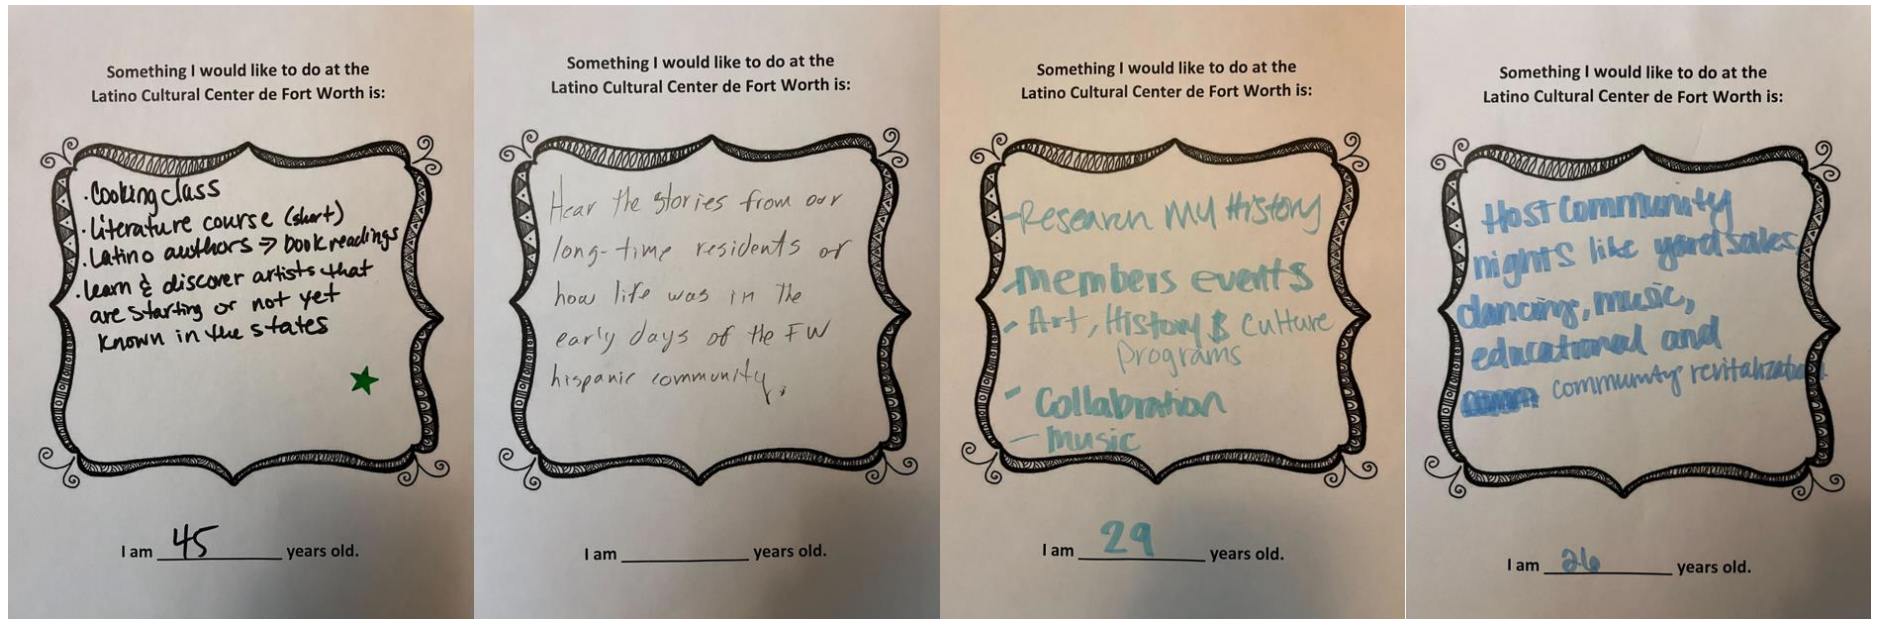 Something I would like to do at the
Latino Cultural Center de Fort Worth is:
· Cooking class
· Literature course (short)
· Latino authors → book readings
· learn & discover artists that
are starting or not yet
known in the states
I am 45 years old.
Something I would like to do at the
Latino Cultural Center de Fort Worth is:
Hear the stories from our
long-time residents or
how life was in the
early days of the FW
hispanic community.
I am ____________ years old.
Something I would like to do at the
Latino Cultural Center de Fort Worth is:
- Research My History
- members events
- Art, History & Culture
Programs
- Collabration
- Music
I am 29 years old.
Something I would like to do at the
Latino Cultural Center de Fort Worth is:
Host Community
nights like yard sales,
dancing, music,
educational and
community revitalization
I am 26 years old.